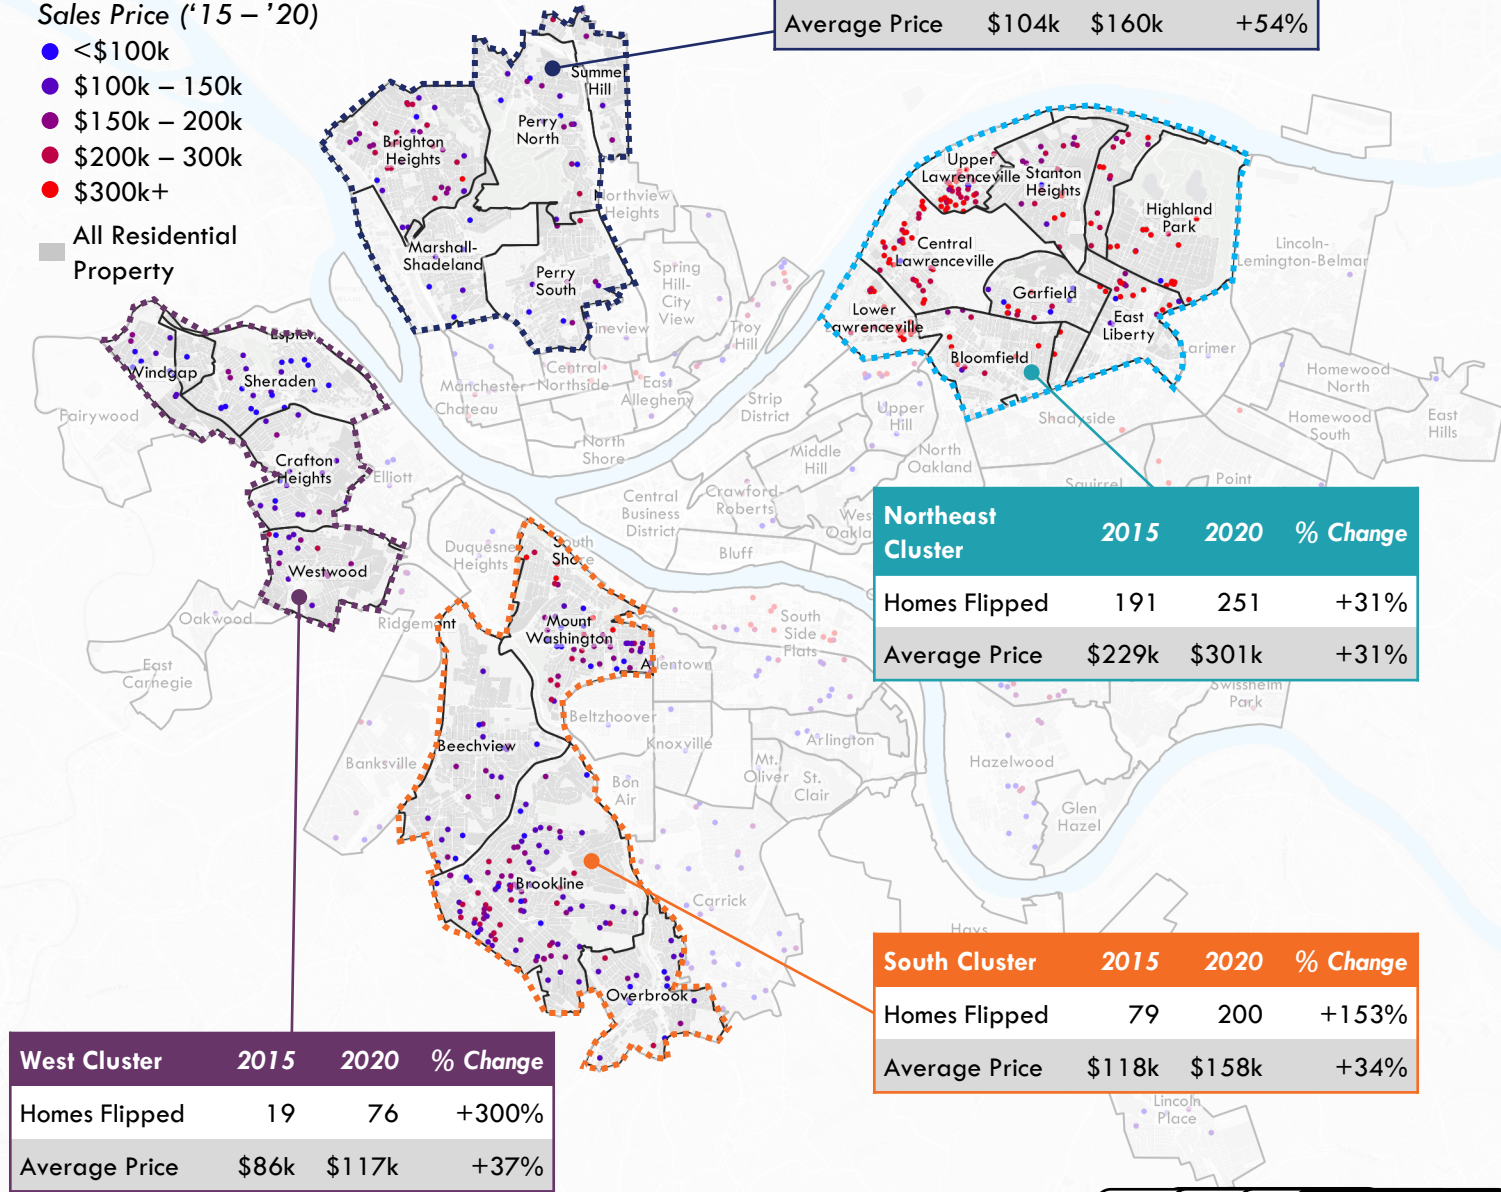 Sales Price (‘15 – ’20)
<$100k
$100k – 150k
$150k – 200k
$200k – 300k
$300k+
All Residential
Property
Average Price $104k $160k +54%
Summer
Hill
Perry
North
Brighton
Heights
Marshall-
Shadeland
Perry
South
Northview
Heights
Spring
Hill-
City
View
Fineview
Troy
Hill
Manchester
Chateau
Central
Northside
East
Allegheny
North
Shore
Strip
District
Upper
Lawrenceville
Stanton
Heights
Highland
Park
Central
Lawrenceville
Garfield
Lower
Lawrenceville
East
Liberty
Bloomfield
Larimer
Lincoln-
Lemington-Belmar
Homewood
North
Homewood
South
East
Hills
Shadyside
Upper
Hill
Middle
Hill
North
Oakland
Crawford-
Roberts
Central
Business
District
Bluff
Squirrel
Point
Windgap
Esplen
Sheraden
Fairywood
Crafton
Heights
Elliott
Westwood
Oakwood
East
Carnegie
Ridgemont
Duquesne
Heights
South
Shore
Mount
Washington
Allentown
South
Side
Flats
Beltzhoover
Knoxville
Arlington
Mt.
Oliver
St.
Clair
Bon
Air
Beechview
Banksville
Brookline
Carrick
Overbrook
Hazelwood
Glen
Hazel
Hays
Swisshelm
Park
Lincoln
Place
Northeast
Cluster 2015 2020 % Change
Homes Flipped 191 251 +31%
Average Price $229k $301k +31%
South Cluster 2015 2020 % Change
Homes Flipped 79 200 +153%
Average Price $118k $158k +34%
West Cluster 2015 2020 % Change
Homes Flipped 19 76 +300%
Average Price $86k $117k +37%